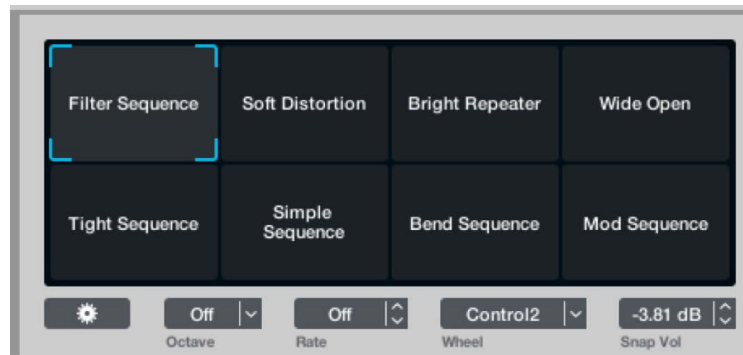 Filter Sequence
Soft Distortion
Bright Repeater
Wide Open
Tight Sequence
Simple
Sequence
Bend Sequence
Mod Sequence
Off
Off
Control2
-3.81 dB
Octave
Rate
Wheel
Snap Vol